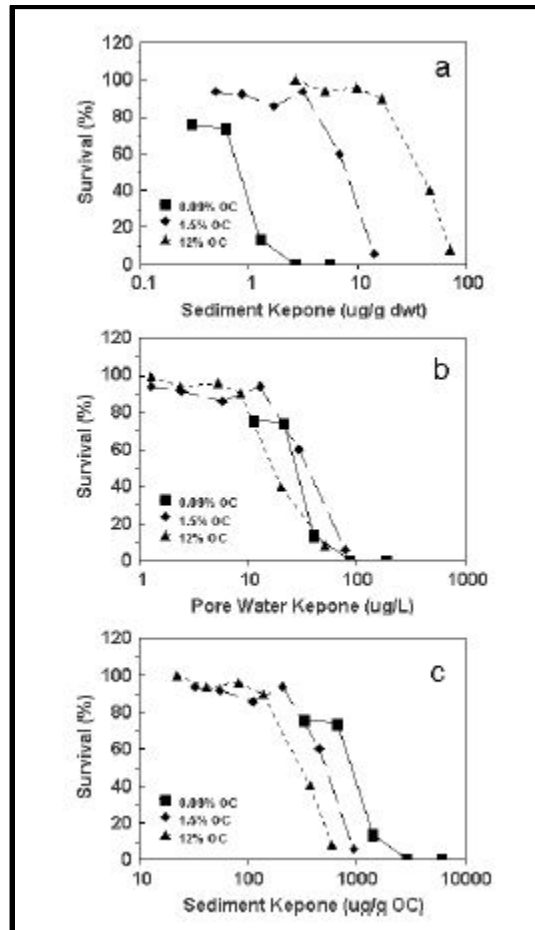 a
120
100
80
60
40
20
0
Survival (%)
0.09% OC
1.5% OC
12% OC
0.1 1 10 100
Sediment Kepone (ug/g dwt)
b
120
100
80
60
40
20
0
Survival (%)
0.09% OC
1.5% OC
12% OC
1 10 100 1000
Pore Water Kepone (ug/L)
c
120
100
80
60
40
20
0
Survival (%)
0.09% OC
1.5% OC
12% OC
10 100 1000 10000
Sediment Kepone (ug/g OC)